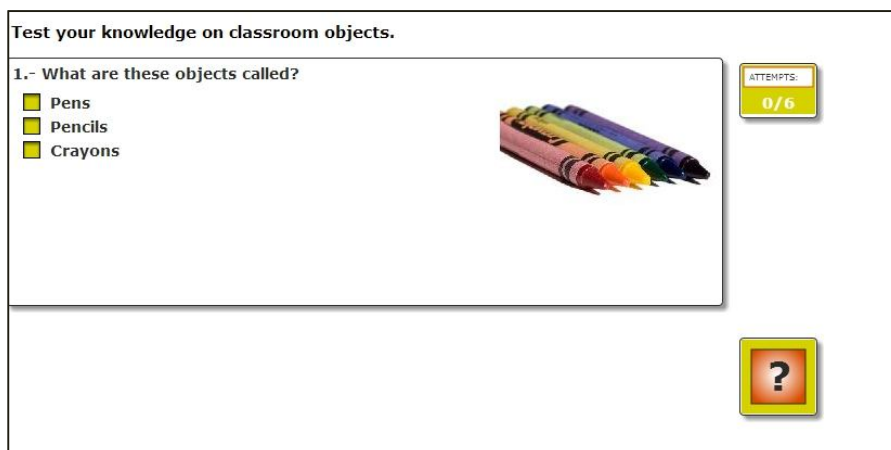 Test your knowledge on classroom objects.
1.- What are these objects called?
Pens
Pencils
Crayons
ATTEMPTS:
0/6
?